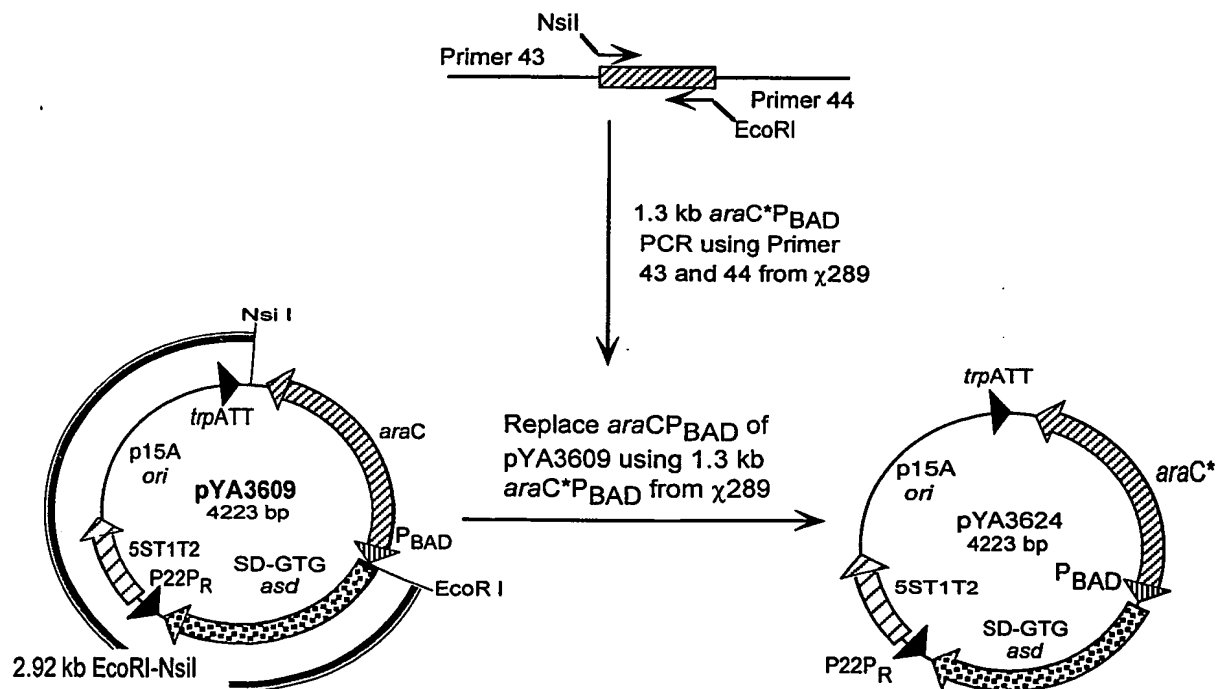 NsiI
Primer 43
Primer 44
EcoRI
1.3 kb araC*PBAD
PCR using Primer
43 and 44 from χ289
Nsi I
trpATT
araC
p15A
ori
pYA3609
4223 bp
PBAD
5ST1T2
P22PR
SD-GTG
asd
EcoR I
2.92 kb EcoRI-NsiI
Replace araCPBAD of
pYA3609 using 1.3 kb
araC*PBAD from χ289
trpATT
araC*
p15A
ori
pYA3624
4223 bp
PBAD
5ST1T2
SD-GTG
asd
P22PR